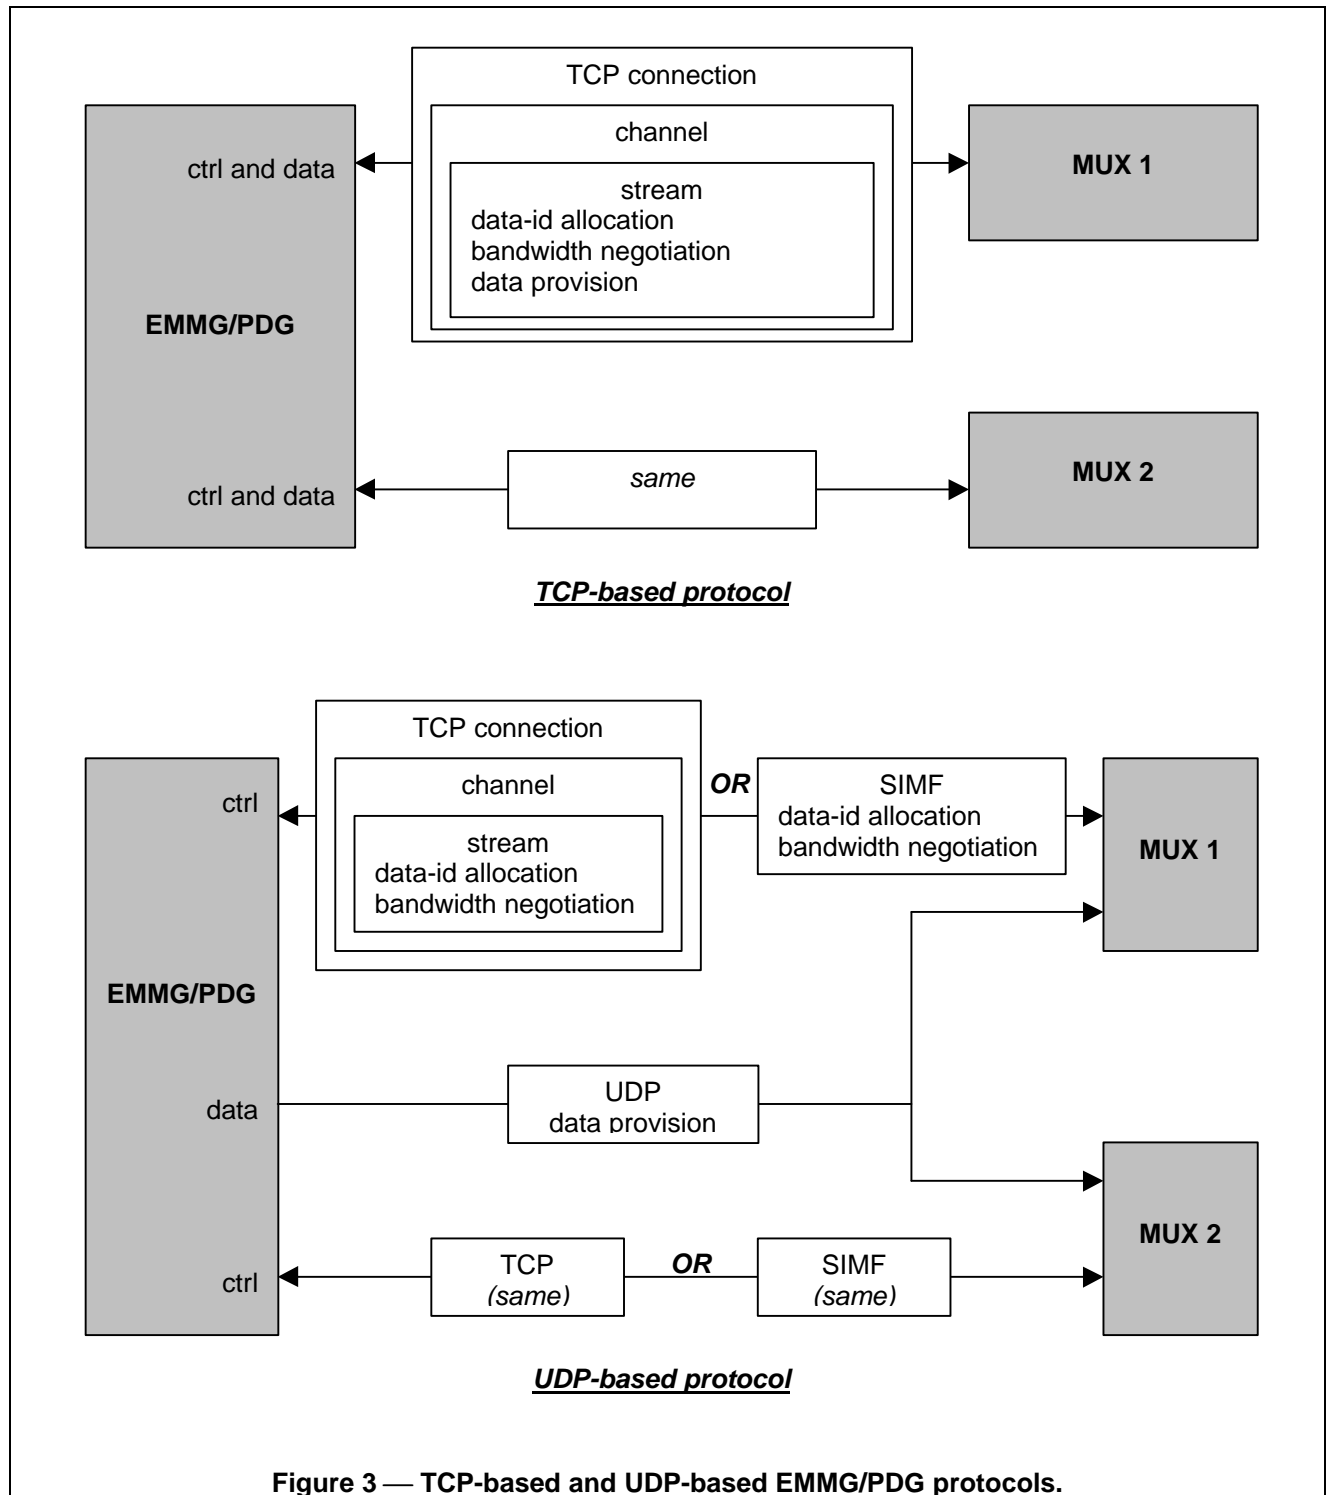 TCP connection
channel
stream
data-id allocation
bandwidth negotiation
data provision
ctrl and data
MUX 1
EMMG/PDG
ctrl and data
same
MUX 2
TCP-based protocol
TCP connection
channel
stream
data-id allocation
bandwidth negotiation
OR
SIMF
data-id allocation
bandwidth negotiation
ctrl
MUX 1
EMMG/PDG
data
UDP
data provision
MUX 2
ctrl
TCP
(same)
OR
SIMF
(same)
UDP-based protocol
Figure 3 — TCP-based and UDP-based EMMG/PDG protocols.